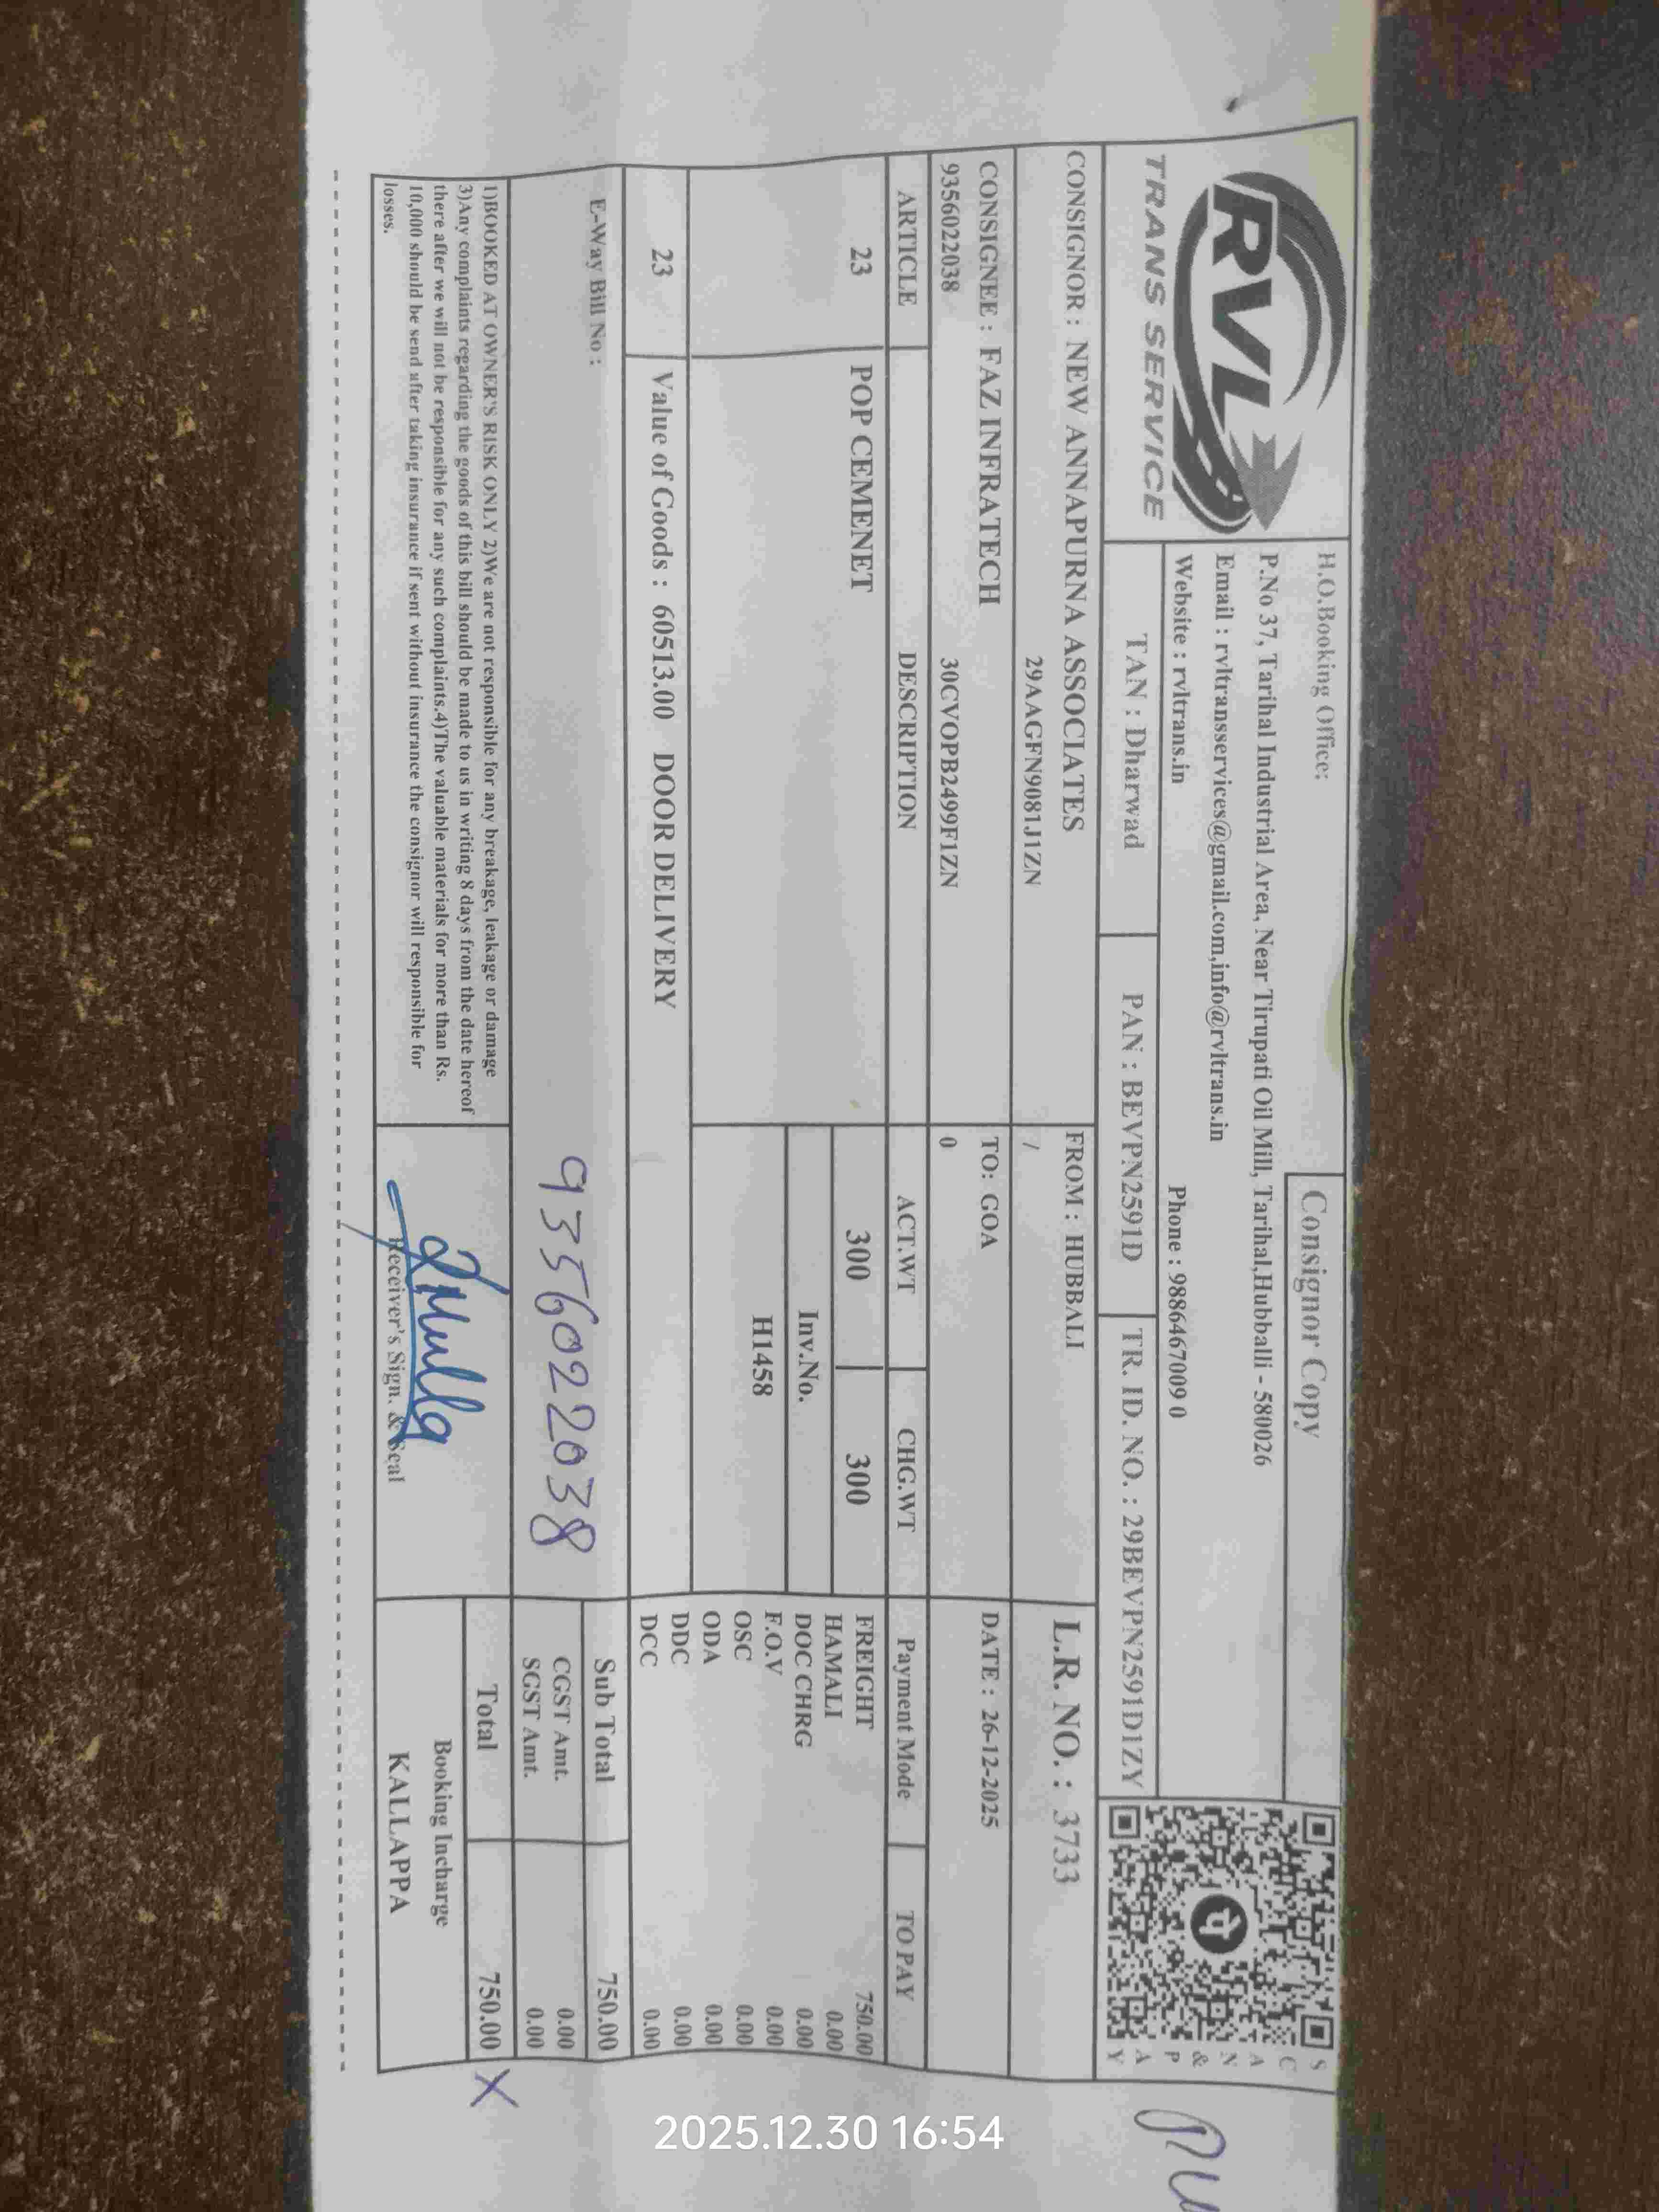 RVL
TRANS SERVICE
H.O.Booking Office:
Consignor Copy
P.No 37, Tarihal Industrial Area, Near Tirupati Oil Mill, Tarihal,Hubballi - 580026
Email : rvltransservices@gmail.com,info@rvltrans.in
Website : rvltrans.in Phone : 9886467009 0
TAN : Dharwad PAN : BEVPN2591D TR. ID. NO. : 29BEVPN2591D1ZY
SCAN & PAY
CONSIGNOR : NEW ANNAPURNA ASSOCIATES FROM : HUBBALI L.R. NO. : 3733
29AAGFN9081J1ZN /
CONSIGNEE : FAZ INFRATECH TO: GOA DATE : 26-12-2025
9356022038 30CVOPB2499F1ZN 0
ARTICLE DESCRIPTION ACT.WT CHG.WT Payment Mode TO PAY
23 POP CEMENET 300 300 FREIGHT 750.00
HAMALI 0.00
Inv.No. DOC CHRG 0.00
H1458 F.O.V 0.00
OSC 0.00
ODA 0.00
DDC 0.00
23 Value of Goods : 60513.00 DOOR DELIVERY DCC 0.00
E-Way Bill No : Sub Total 750.00
9356022038 CGST Amt. 0.00
SGST Amt. 0.00
1)BOOKED AT OWNER'S RISK ONLY 2)We are not responsible for any breakage, leakage or damage
3)Any complaints regarding the goods of this bill should be made to us in writing 8 days from the date hereof
there after we will not be responsible for any such complaints.4)The valuable materials for more than Rs.
10,000 should be send after taking insurance if sent without insurance the consignor will responsible for
losses.
Total 750.00 X
Receiver's Sign. & Seal
Booking Incharge
KALLAPPA
2025.12.30 16:54